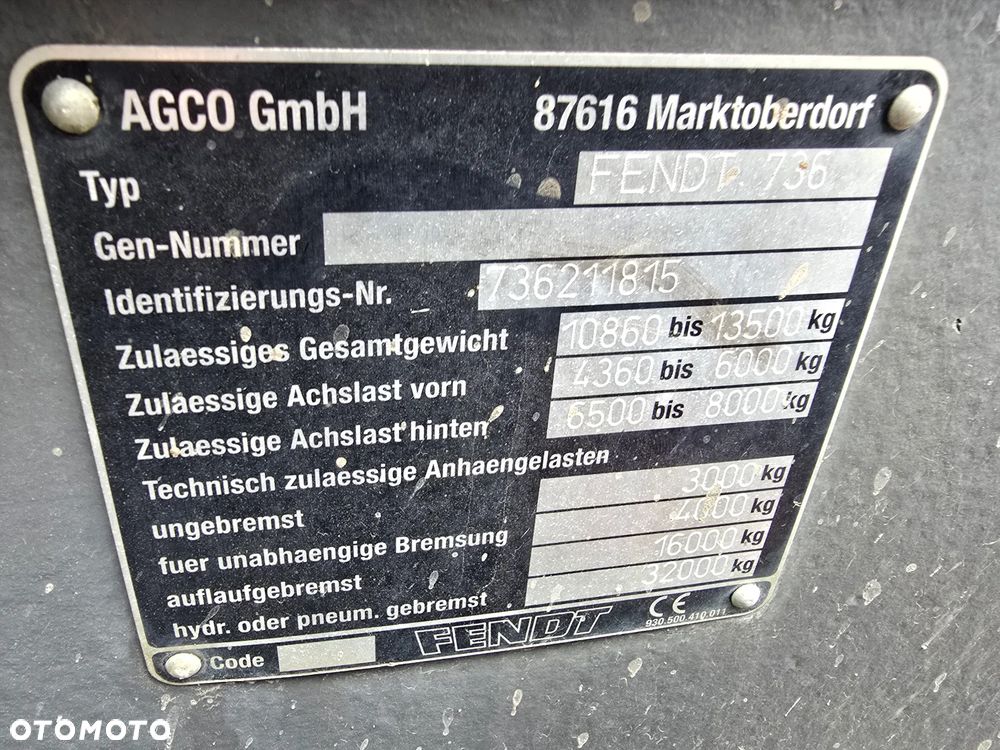 AGCO GmbH 87616 Marktoberdorf
Typ FENDT 736
Gen-Nummer
Identifizierungs-Nr. 736211815
Zulaessiges Gesamtgewicht 10860 bis 13500 kg
Zulaessige Achslast vorn 4360 bis 6000 kg
Zulaessige Achslast hinten 6500 bis 8000 kg
Technisch zulaessige Anhaengelasten
ungebremst 3000 kg
fuer unabhaengige Bremsung 4000 kg
auflaufgebremst 16000 kg
hydr. oder pneum. gebremst 32000 kg
Code FENDT CE 930.500.410.011
OTOMOTO